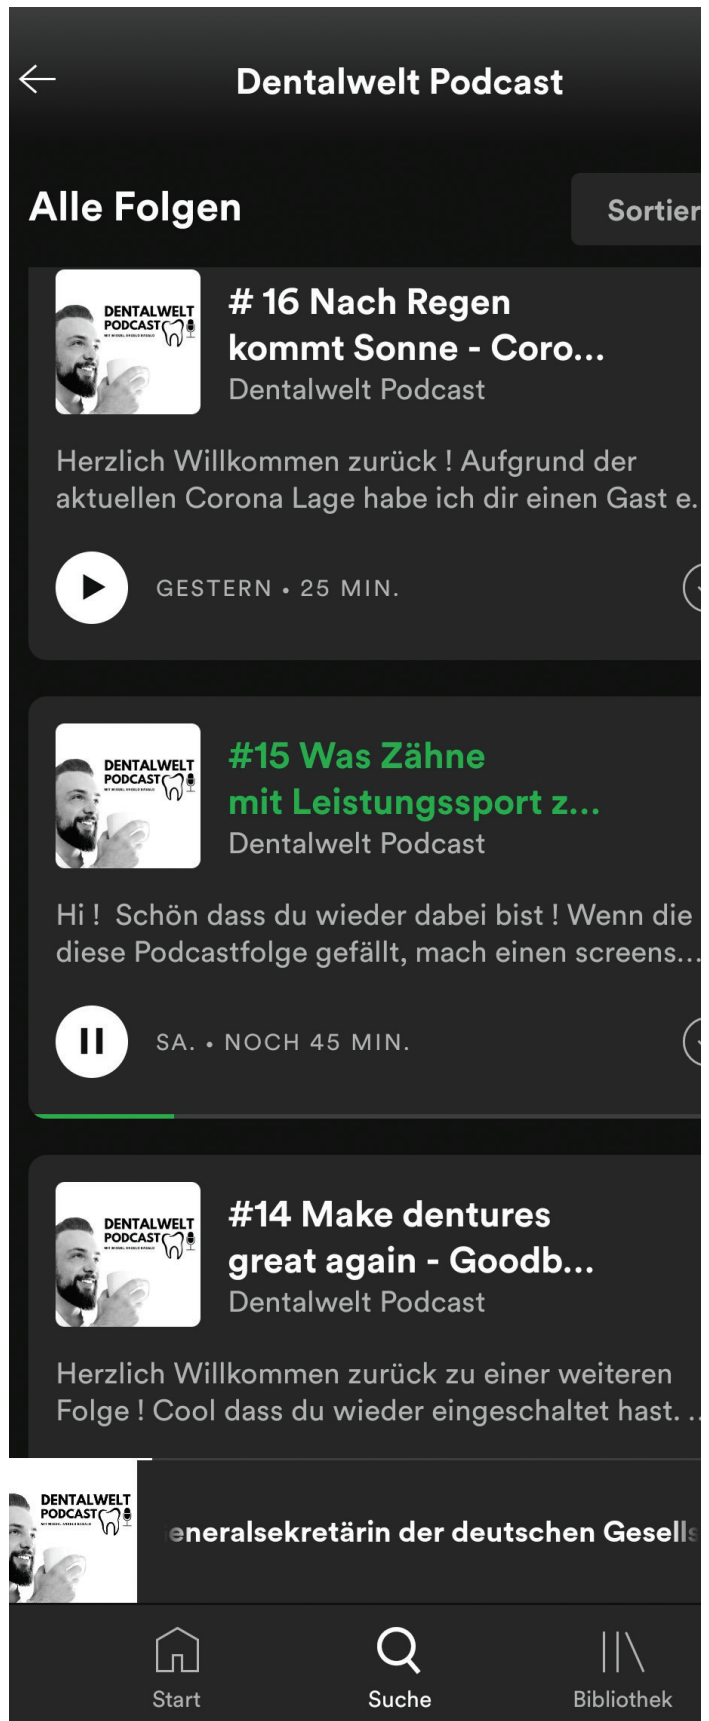 Dentalwelt Podcast
Alle Folgen
Sortier
DENTALWELT
PODCAST
# 16 Nach Regen
kommt Sonne - Coro...
Dentalwelt Podcast
Herzlich Willkommen zurück ! Aufgrund der
aktuellen Corona Lage habe ich dir einen Gast e.
GESTERN • 25 MIN.
DENTALWELT
PODCAST
#15 Was Zähne
mit Leistungssport z...
Dentalwelt Podcast
Hi ! Schön dass du wieder dabei bist ! Wenn die
diese Podcastfolge gefällt, mach einen screens...
SA. • NOCH 45 MIN.
DENTALWELT
PODCAST
#14 Make dentures
great again - Goodb...
Dentalwelt Podcast
Herzlich Willkommen zurück zu einer weiteren
Folge ! Cool dass du wieder eingeschaltet hast. ..
DENTALWELT
PODCAST
eneralsekretärin der deutschen Gesells
Start
Suche
Bibliothek